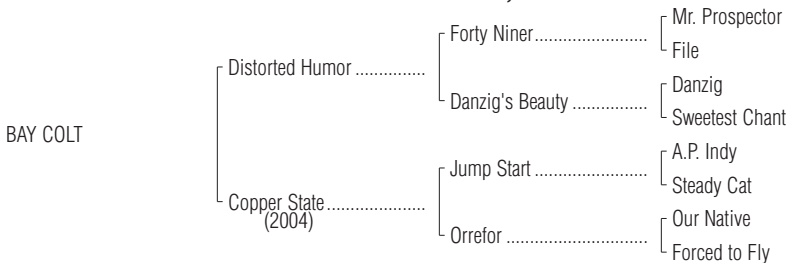 Mr. Prospector
Forty Niner........................
File
Distorted Humor ...............
Danzig
Danzig's Beauty ................
Sweetest Chant
BAY COLT
A.P. Indy
Jump Start ........................
Steady Cat
Copper State.....................
(2004)
Our Native
Orrefor ..............................
Forced to Fly